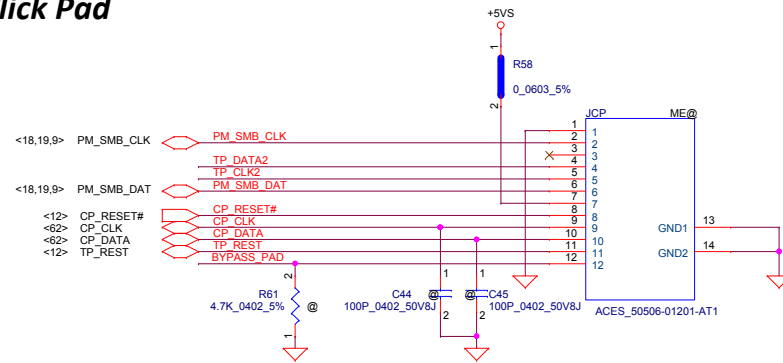 lick Pad
+5VS
1
R58
0_0603_5%
2
JCP ME@
<18,19,9> PM_SMB_CLK PM_SMB_CLK
TP_DATA2
TP_CLK2
<18,19,9> PM_SMB_DAT PM_SMB_DAT
<12> CP_RESET# CP_RESET#
<62> CP_CLK CP_CLK
<62> CP_DATA CP_DATA
<12> TP_REST TP_REST
BYPASS_PAD
1 1
2 2
3 3
4 4
5 5
6 6
7 7
8 8
9 9
10 10
11 11
12 12
GND1 13
GND2 14
2
R61
4.7K_0402_5% @
1
1 1
C44 @ @ C45
100P_0402_50V8J 100P_0402_50V8J
2 2
ACES_50506-01201-AT1